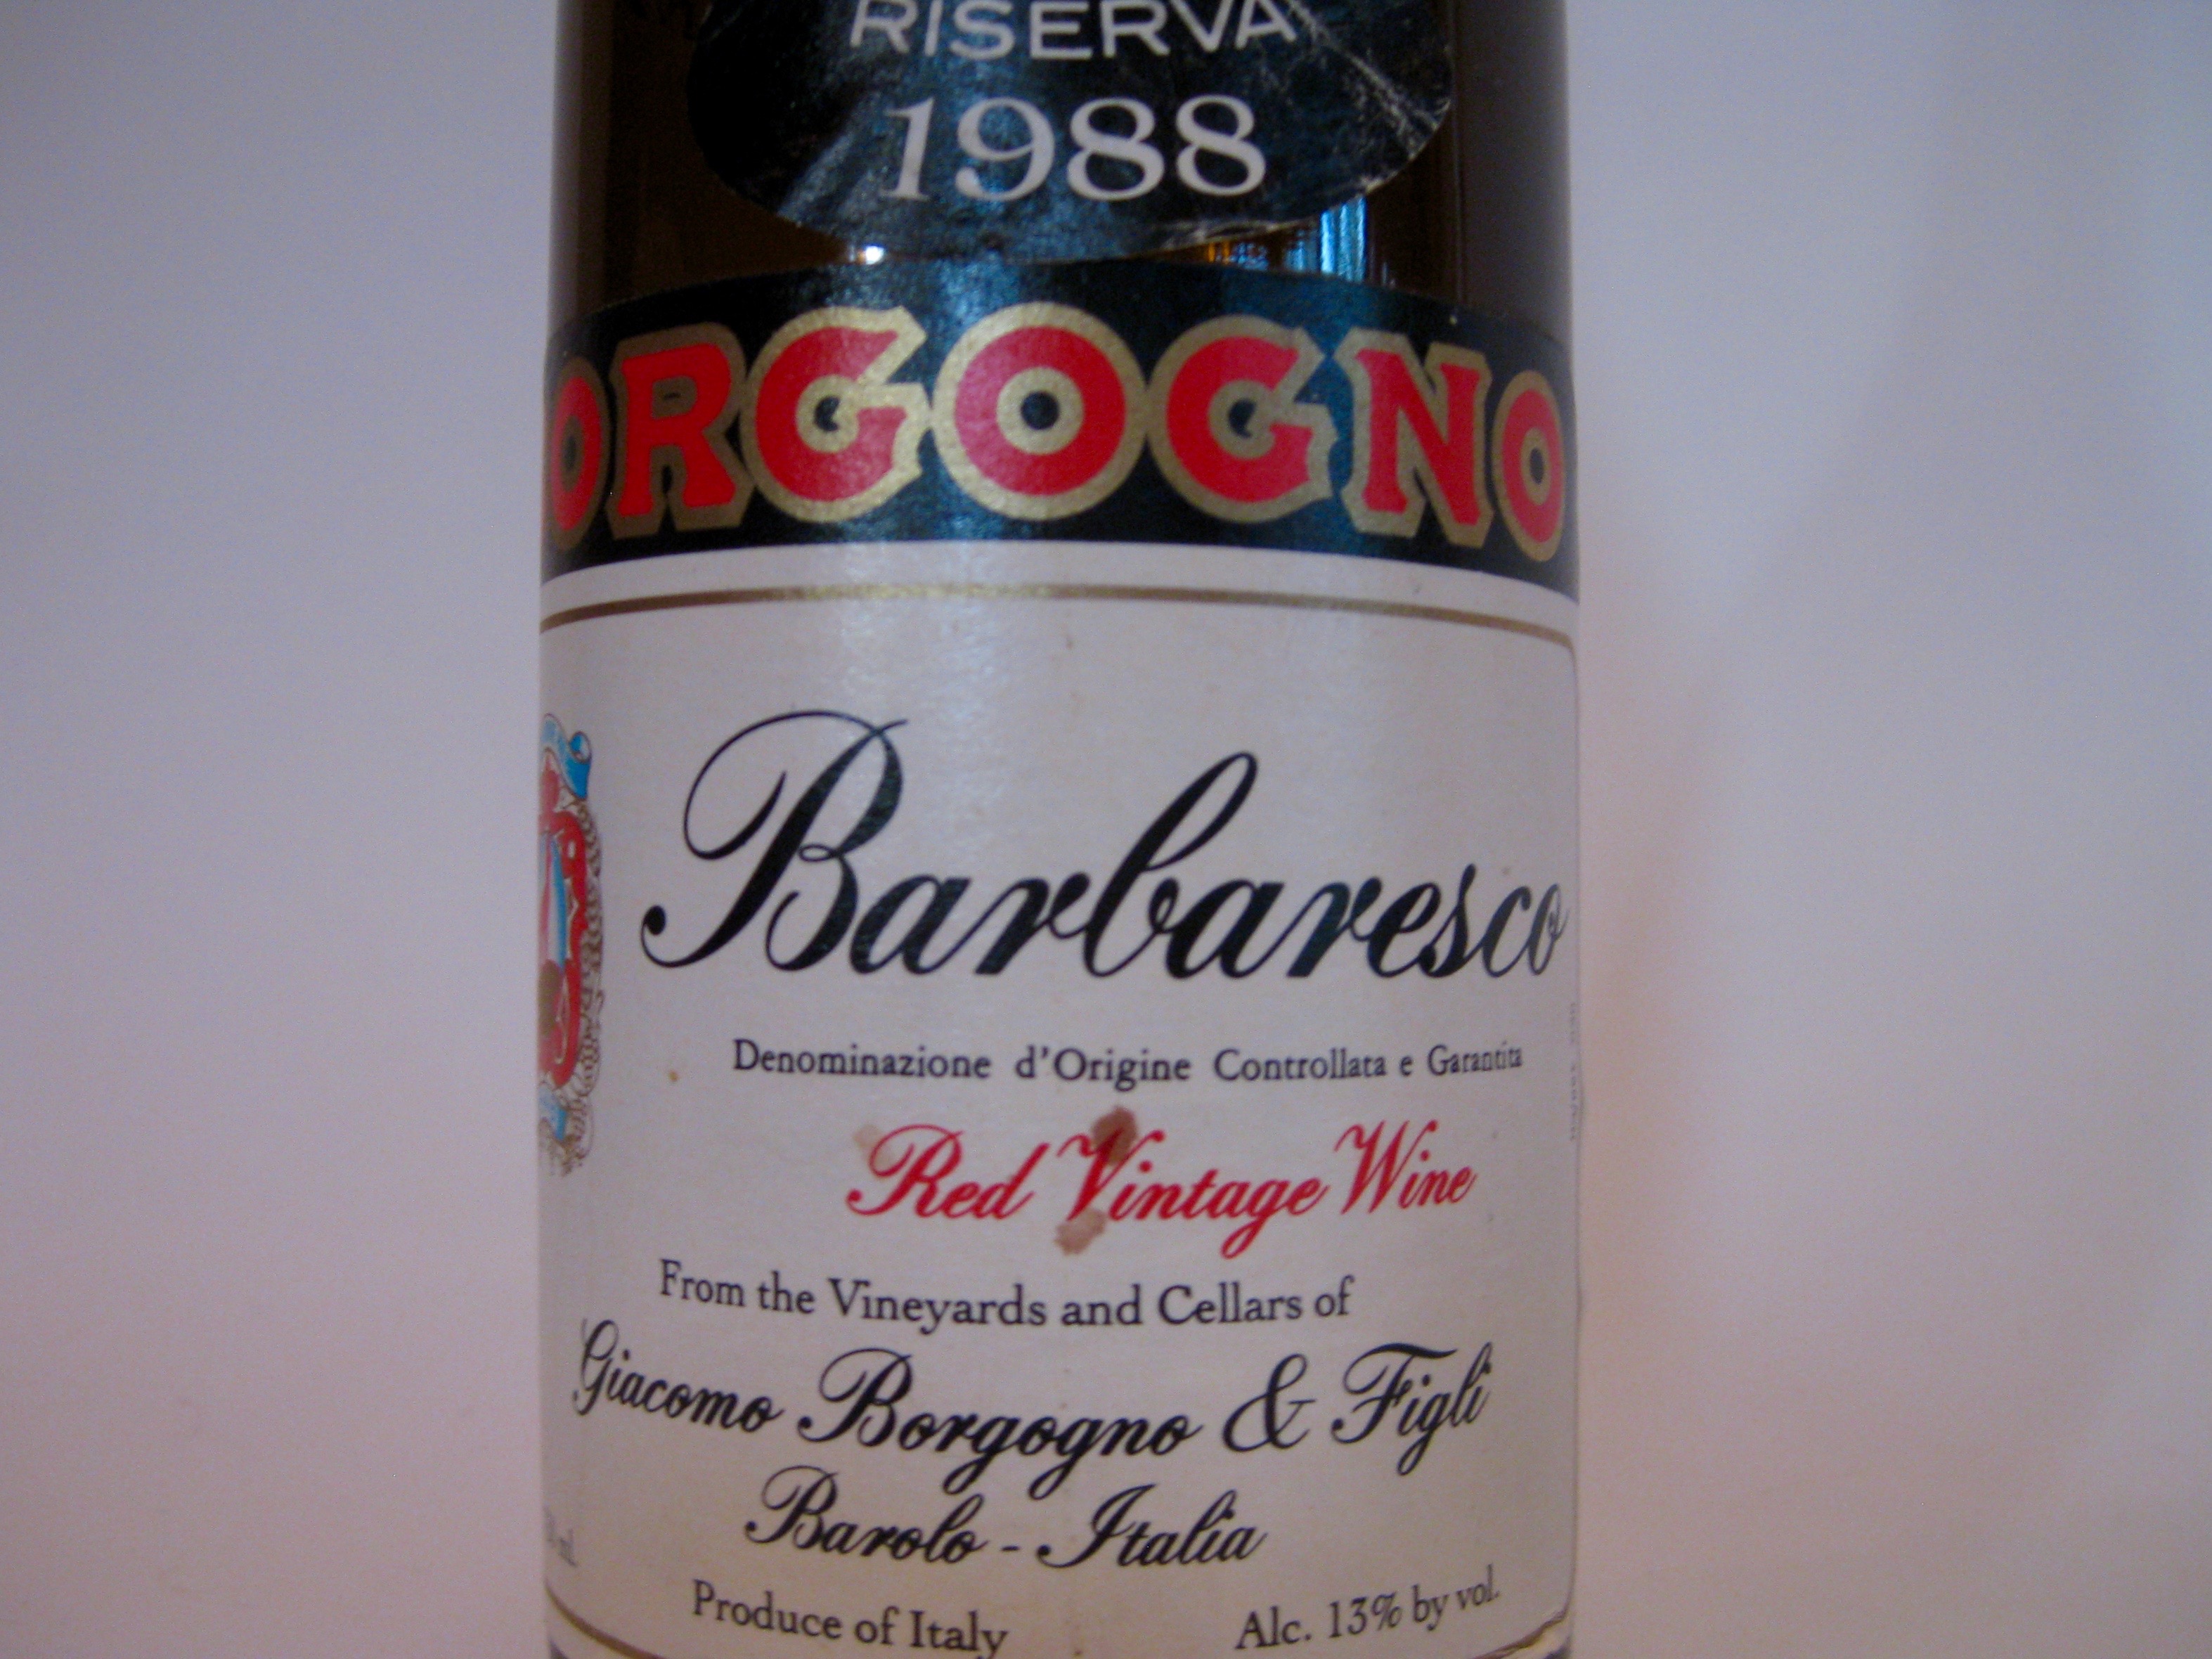 RISERVA
1988
ORGOGNO
Barbaresco
Denominazione d'Origine Controllata e Garantita
Red Vintage Wine
From the Vineyards and Cellars of
Giacomo Borgogno & Figli
Barolo - Italia
Produce of Italy Alc. 13% by vol.